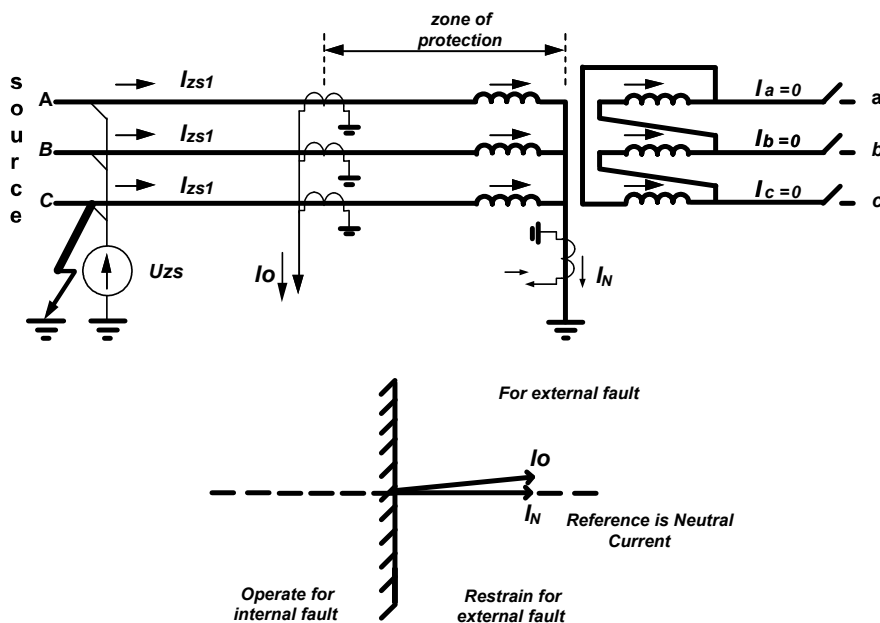 zone of
protection
source
A
Izs1
Ia=0
a
B
Izs1
Ib=0
b
C
Izs1
Ic=0
c
Uzs
Io
IN
For external fault
Io
IN
Reference is Neutral
Current
Operate for
internal fault
Restrain for
external fault